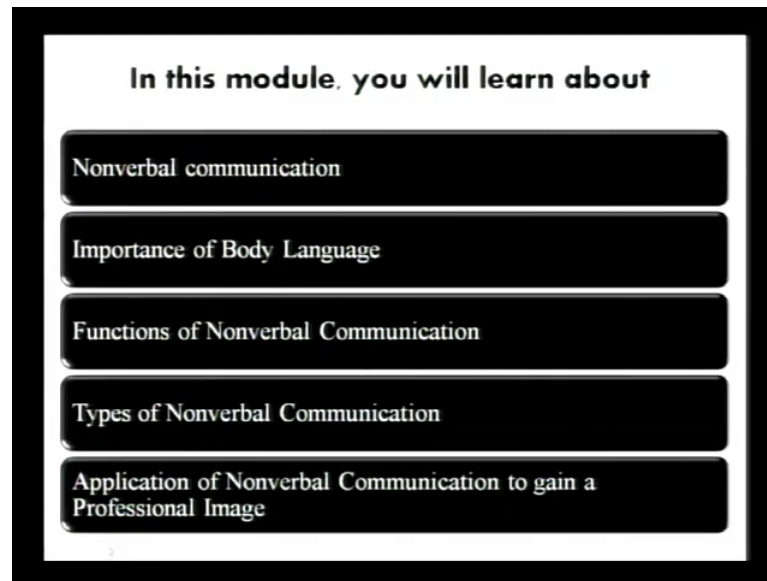 In this module, you will learn about
Nonverbal communication
Importance of Body Language
Functions of Nonverbal Communication
Types of Nonverbal Communication
Application of Nonverbal Communication to gain a
Professional Image